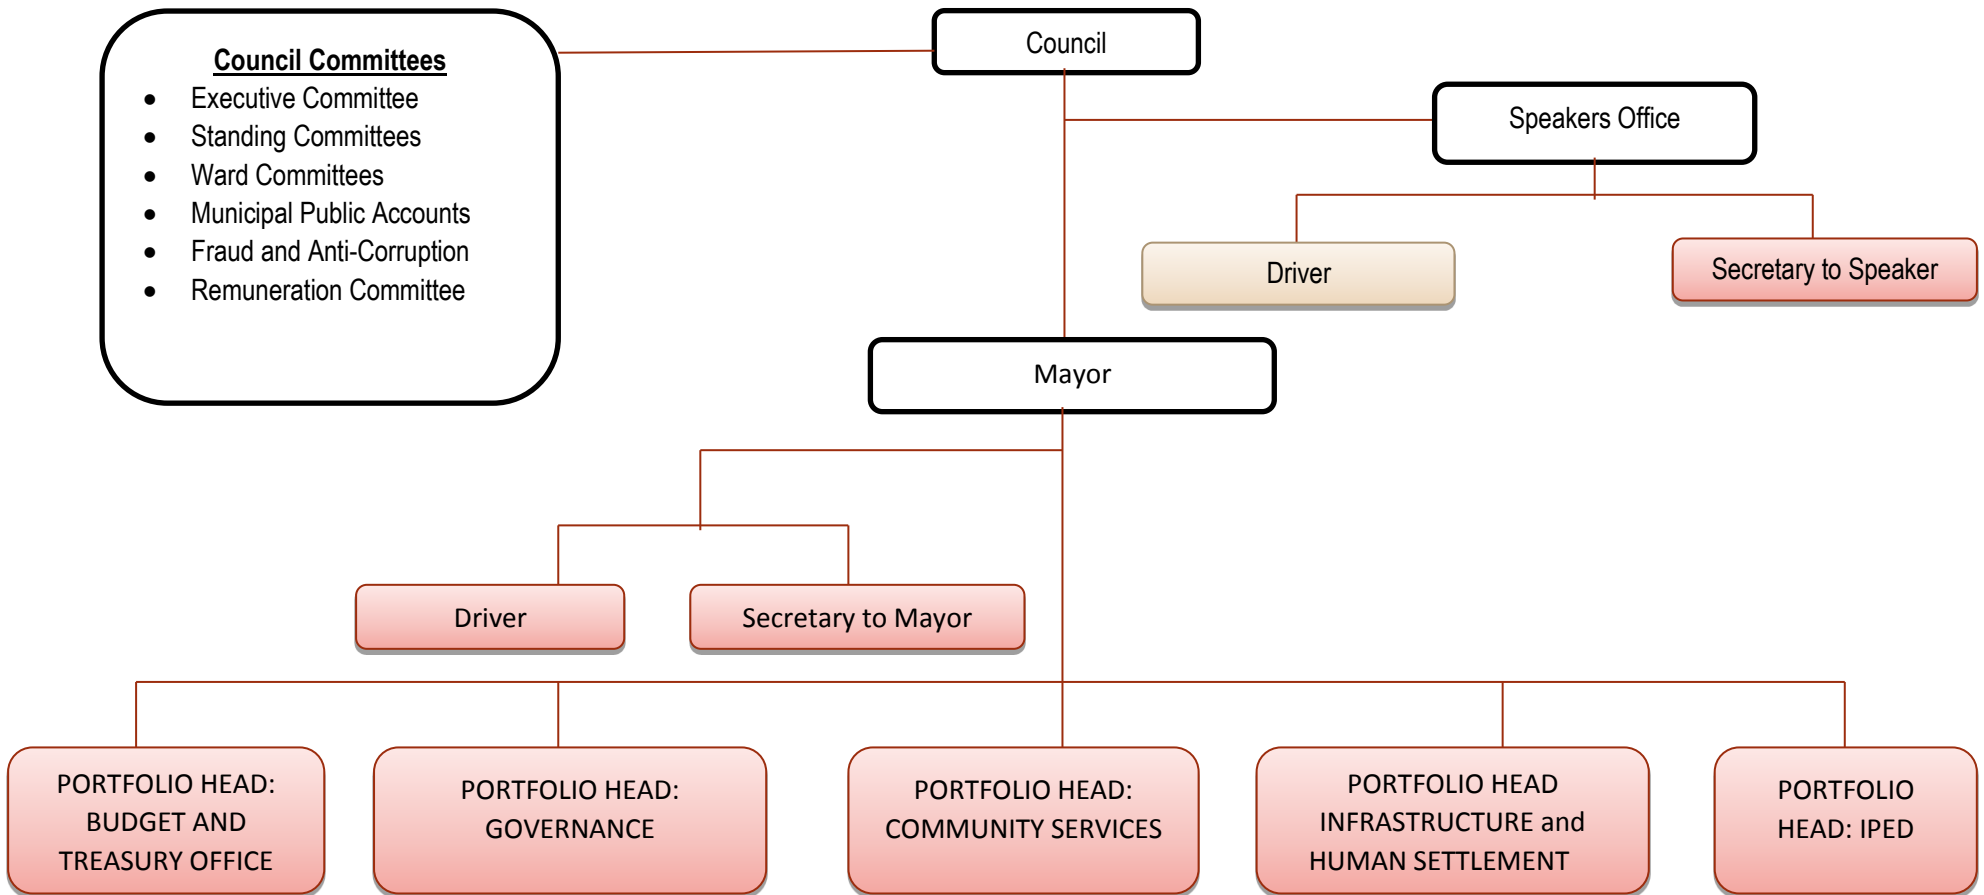 Council Committees
• Executive Committee
• Standing Committees
• Ward Committees
• Municipal Public Accounts
• Fraud and Anti-Corruption
• Remuneration Committee
Council
Speakers Office
Driver
Secretary to Speaker
Mayor
Driver
Secretary to Mayor
PORTFOLIO HEAD:
BUDGET AND
TREASURY OFFICE
PORTFOLIO HEAD:
GOVERNANCE
PORTFOLIO HEAD:
COMMUNITY SERVICES
PORTFOLIO HEAD
INFRASTRUCTURE and
HUMAN SETTLEMENT
PORTFOLIO
HEAD: IPED